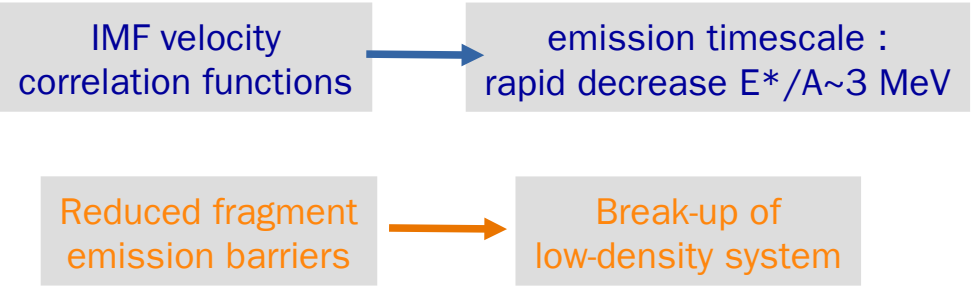 IMF velocity
correlation functions
emission timescale :
rapid decrease E*/A~3 MeV
Reduced fragment
emission barriers
Break-up of
low-density system